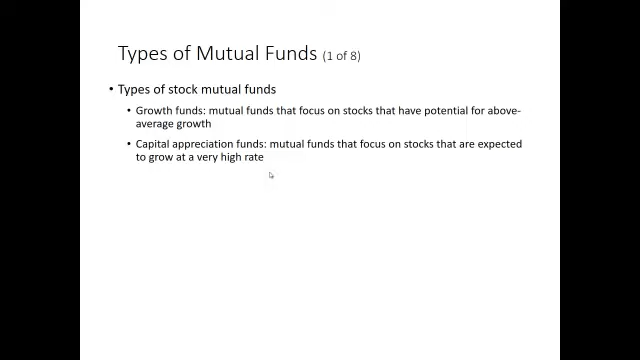 Types of Mutual Funds (1 of 8)
• Types of stock mutual funds
• Growth funds: mutual funds that focus on stocks that have potential for above-
average growth
• Capital appreciation funds: mutual funds that focus on stocks that are expected
to grow at a very high rate